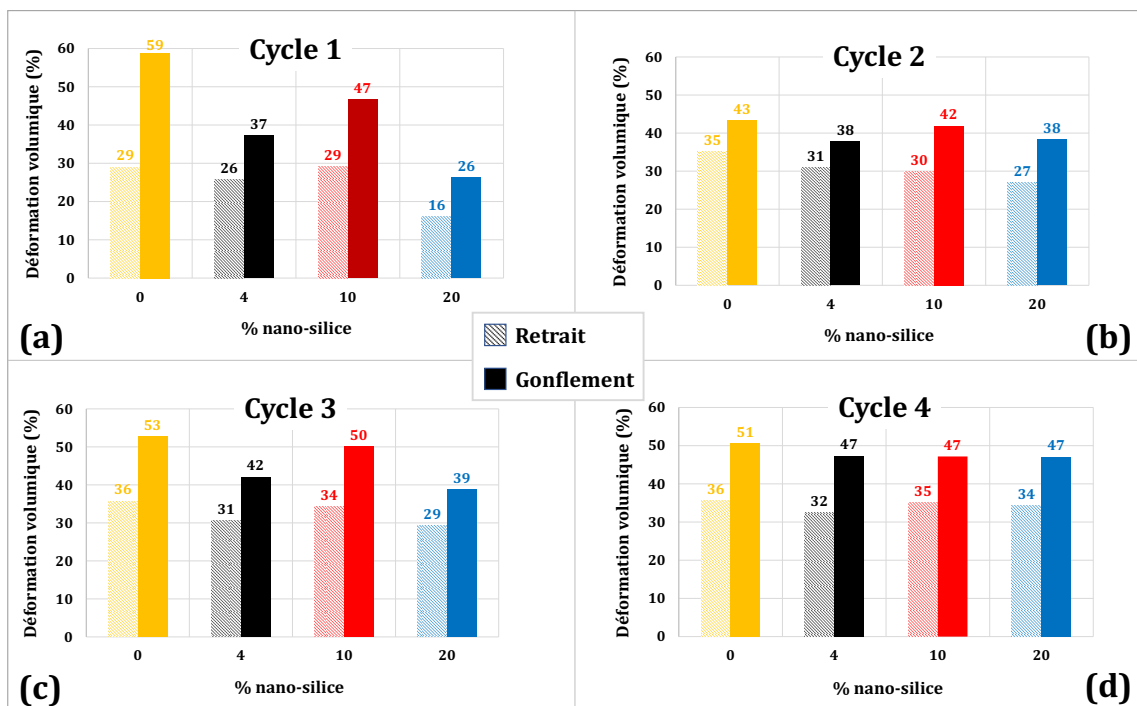 Cycle 1
Déformation volumique (%)
60
50
40
30
20
10
0
59
29
37
26
47
29
26
16
0 4 10 20
% nano-silice
(a)
Cycle 2
Déformation volumique (%)
60
50
40
30
20
10
0
43
35
38
31
42
30
38
27
0 4 10 20
% nano-silice
(b)
Retrait
Gonflement
Cycle 3
Déformation volumique (%)
60
50
40
30
20
10
0
53
36
42
31
50
34
39
29
0 4 10 20
% nano-silice
(c)
Cycle 4
Déformation volumique (%)
60
50
40
30
20
10
0
51
36
47
32
47
35
47
34
0 4 10 20
% nano-silice
(d)